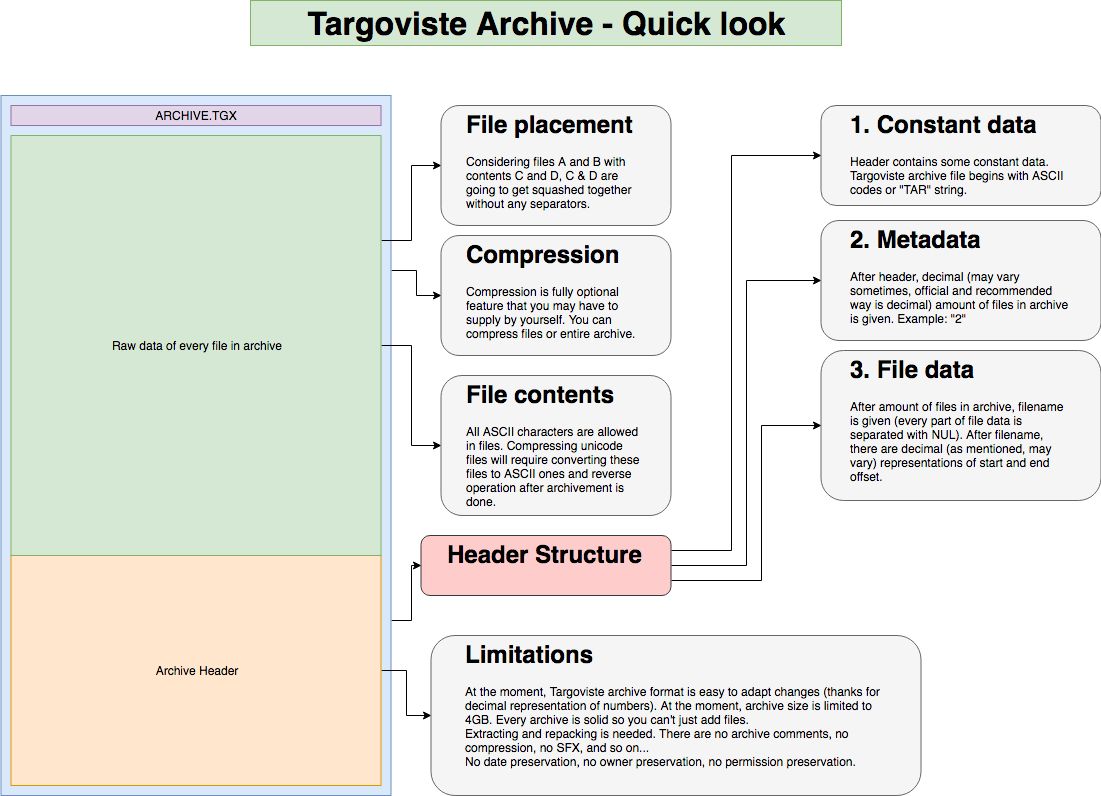 Targoviste Archive - Quick look
ARCHIVE.TGX
Raw data of every file in archive
Archive Header
File placement
Considering files A and B with
contents C and D, C & D are
going to get squashed together
without any separators.
Compression
Compression is fully optional
feature that you may have to
supply by yourself. You can
compress files or entire archive.
File contents
All ASCII characters are allowed
in files. Compressing unicode
files will require converting these
files to ASCII ones and reverse
operation after archivement is
done.
Header Structure
Limitations
At the moment, Targoviste archive format is easy to adapt changes (thanks for
decimal representation of numbers). At the moment, archive size is limited to
4GB. Every archive is solid so you can't just add files.
Extracting and repacking is needed. There are no archive comments, no
compression, no SFX, and so on...
No date preservation, no owner preservation, no permission preservation.
1. Constant data
Header contains some constant data.
Targoviste archive file begins with ASCII
codes or "TAR" string.
2. Metadata
After header, decimal (may vary
sometimes, official and recommended
way is decimal) amount of files in archive
is given. Example: "2"
3. File data
After amount of files in archive, filename
is given (every part of file data is
separated with NUL). After filename,
there are decimal (as mentioned, may
vary) representations of start and end
offset.